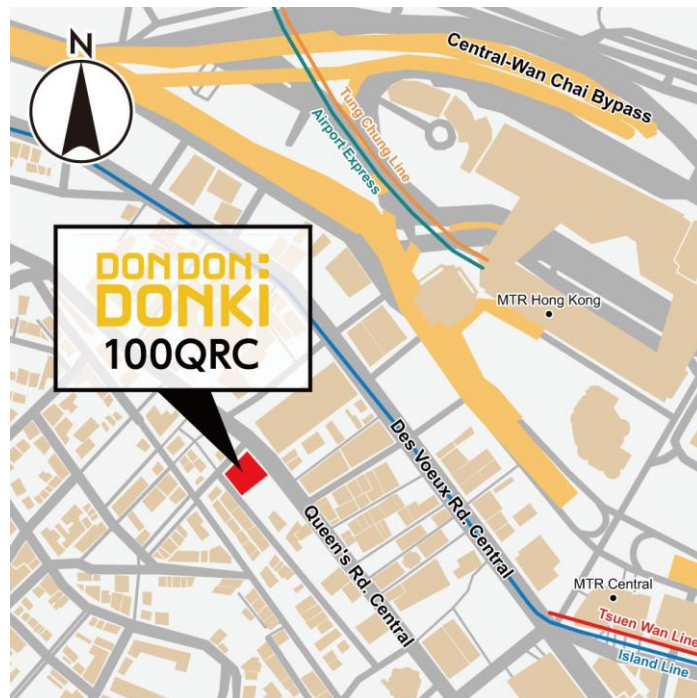 N
Central-Wan Chai Bypass
Tung Chung Line
Airport Express
DON DON:
DONKI
100QRC
MTR Hong Kong
Des Voeux Rd. Central
Queen's Rd. Central
MTR Central
Tsuen Wan Line
Island Line